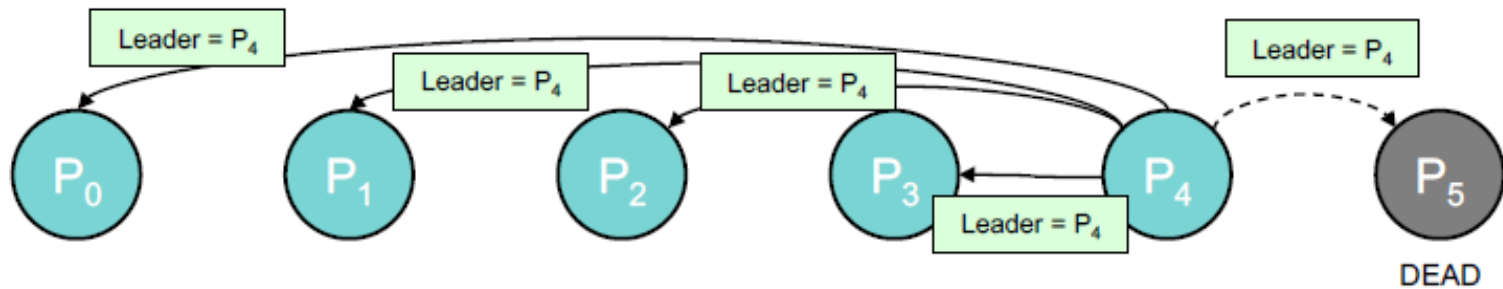 Leader = P₄
Leader = P₄
Leader = P₄
Leader = P₄
P₀
P₁
P₂
P₃
P₄
P₅
Leader = P₄
DEAD